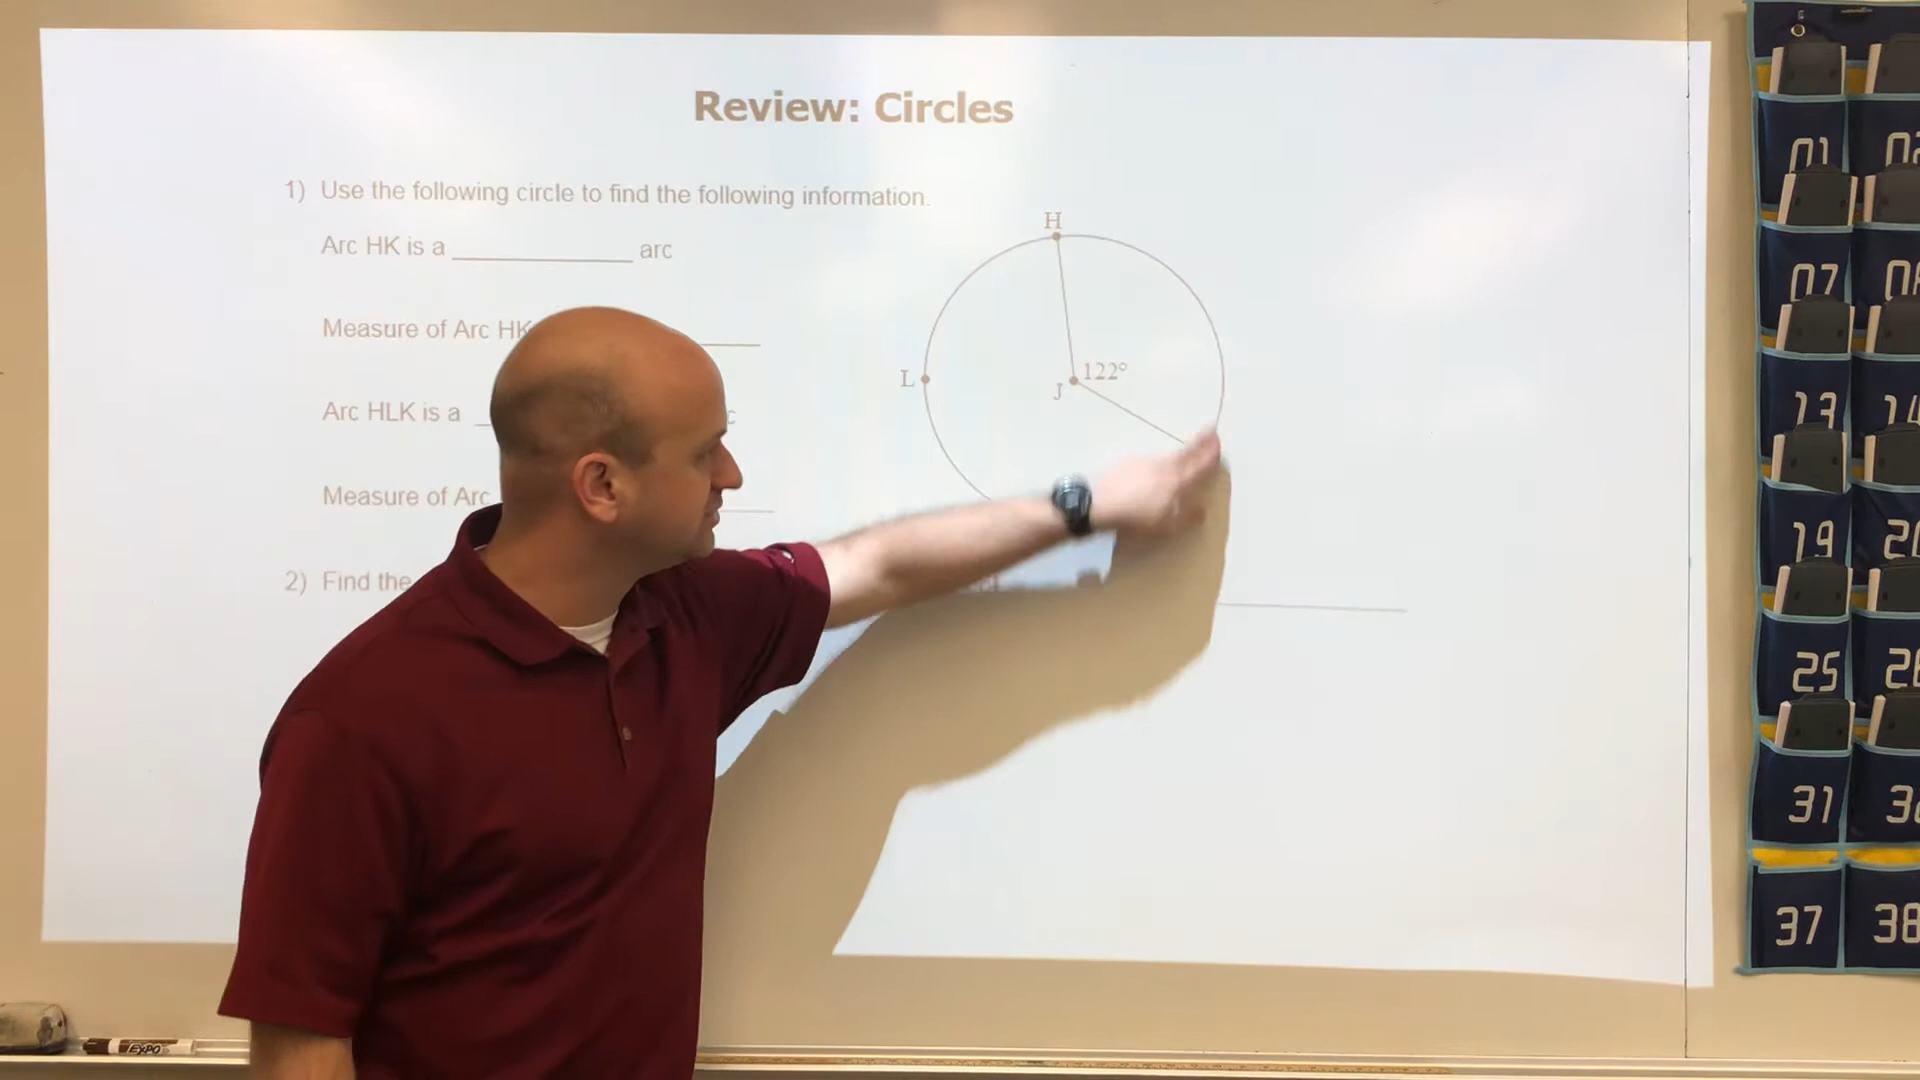 Review: Circles
1) Use the following circle to find the following information.
H
Arc HK is a ____________ arc
Measure of Arc HK
L
J
122°
Arc HLK is a
Measure of Arc
2) Find the
01
07
13
14
19
25
31
37
38
EXPO